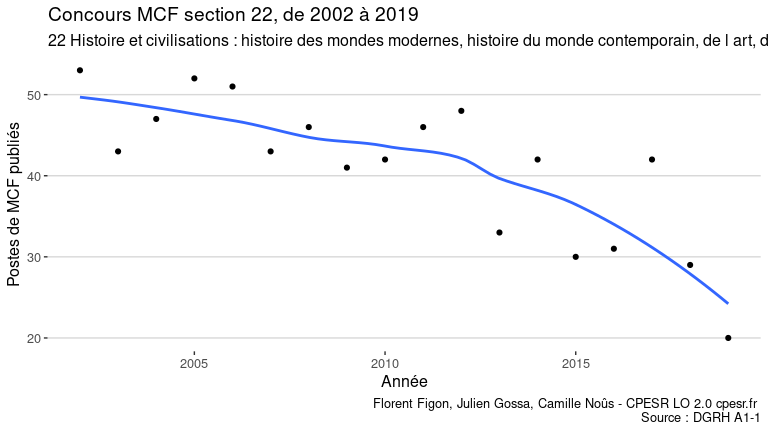 Concours MCF section 22, de 2002 à 2019
22 Histoire et civilisations : histoire des mondes modernes, histoire du monde contemporain, de l art, d
Postes de MCF publiés
50
40
30
20
2005
2010
2015
Année
Florent Figon, Julien Gossa, Camille Noûs - CPESR LO 2.0 cpesr.fr
Source : DGRH A1-1